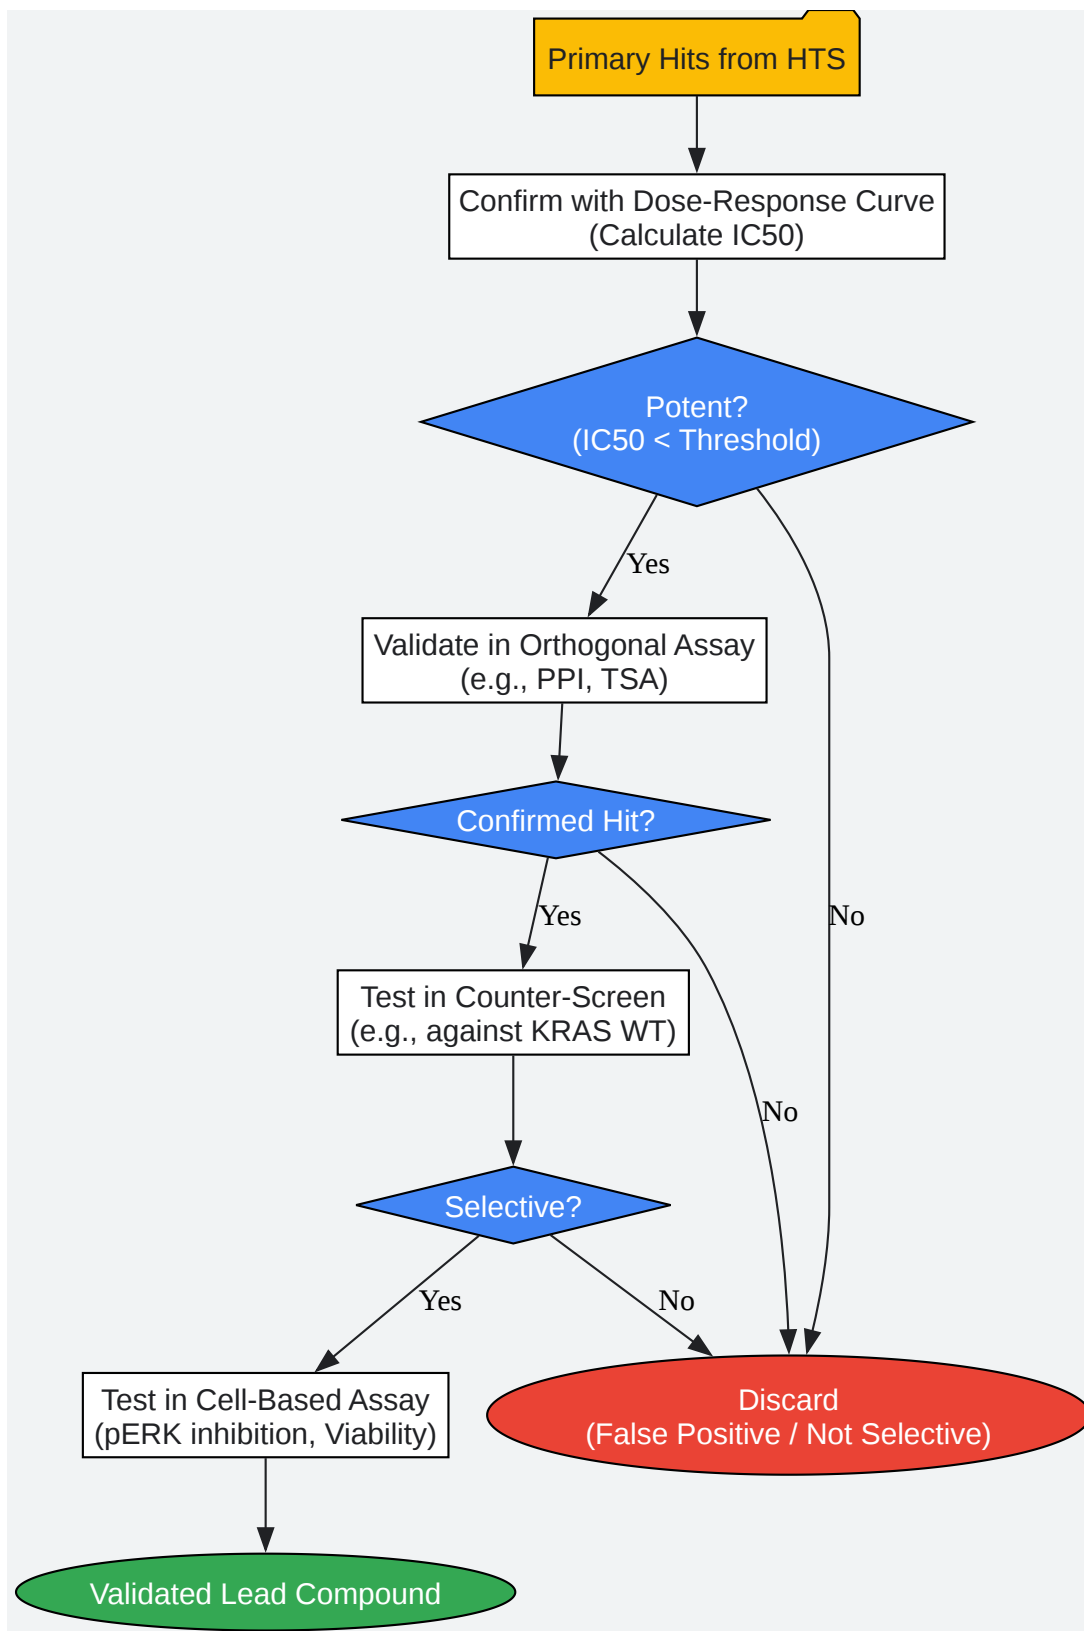 Primary Hits from HTS
Confirm with Dose-Response Curve
(Calculate IC50)
Potent?
(IC50 < Threshold)
Yes
Validate in Orthogonal Assay
(e.g., PPI, TSA)
Confirmed Hit?
Yes
No
Test in Counter-Screen
(e.g., against KRAS WT)
No
Selective?
Yes
No
Test in Cell-Based Assay
(pERK inhibition, Viability)
Discard
(False Positive / Not Selective)
Validated Lead Compound